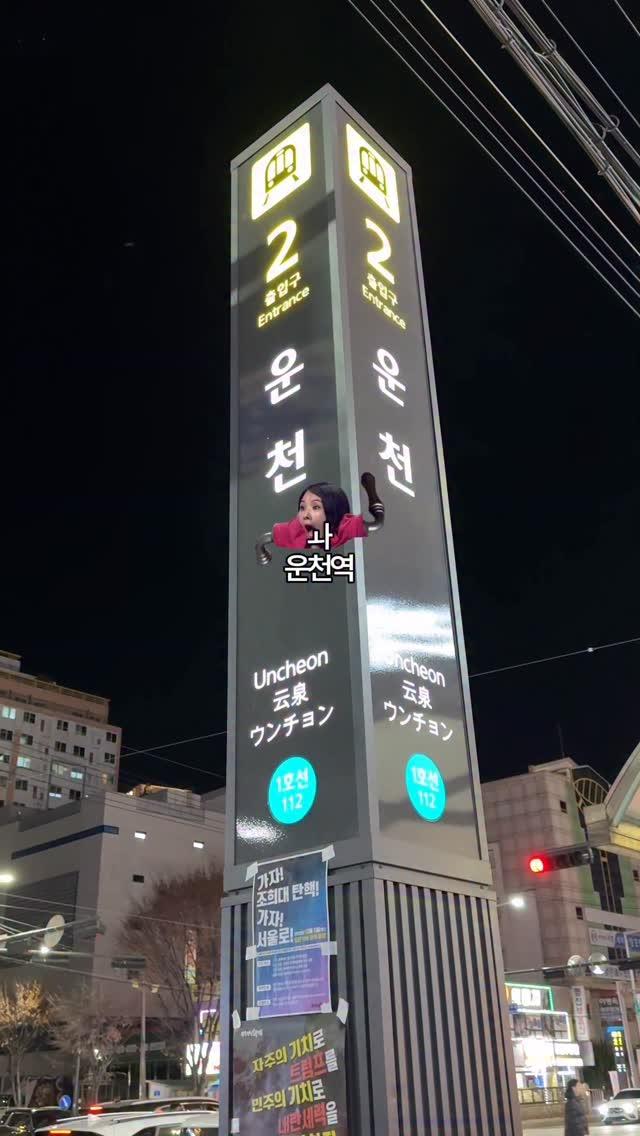 2
출입구
Entrance
운천
Uncheon
云泉
ウンチョン
1호선
112
2
출입구
Entrance
운천
Uncheon
云泉
ウンチョン
1호선
112
나
운천역
가자!
조희대 탄핵!
가자!
서울로!
자주의 기치로
트럼프를
민주의 기치로
내란세력을